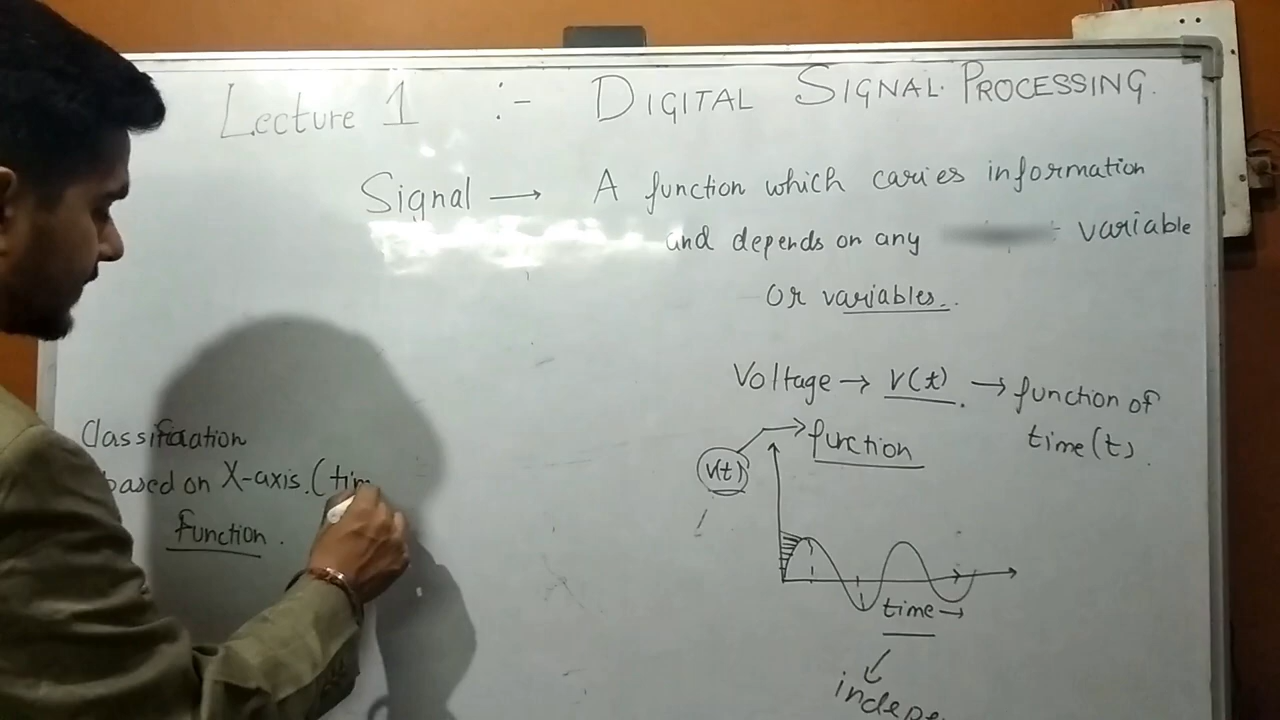 Lecture 1 :- DIGITAL SIGNAL PROCESSING.
Signal → A function which caries information
and depends on any variable
or variables..
Voltage → v(t). → function of
time(t).
v(t) → function
Classification
based on X-axis. (tim
Function.
time →